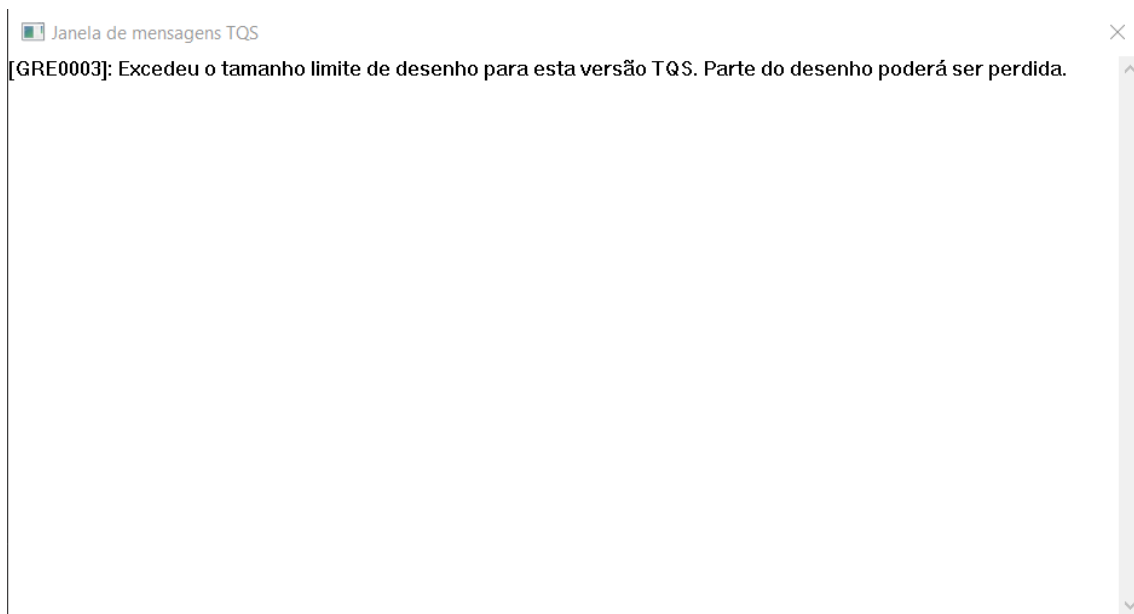 Janela de mensagens TQS
[GRE0003]: Excedeu o tamanho limite de desenho para esta versão TQS. Parte do desenho poderá ser perdida.